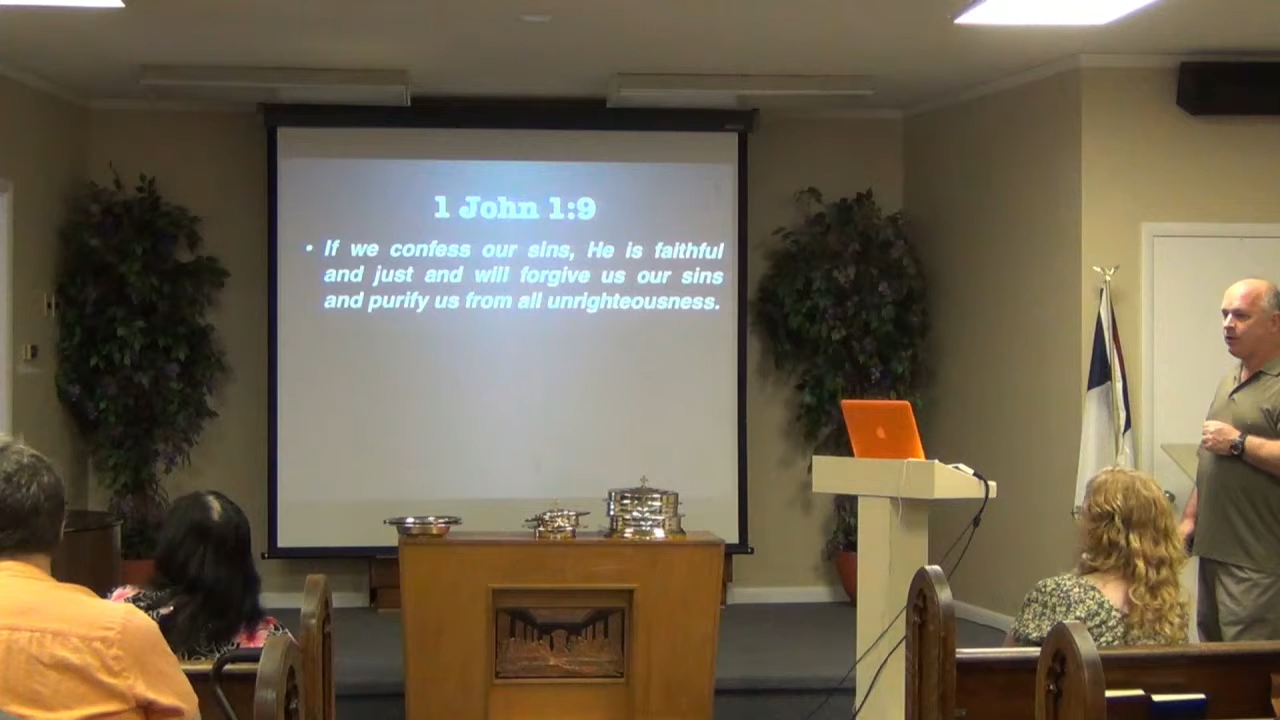 1 John 1:9
• If we confess our sins, He is faithful
and just and will forgive us our sins
and purify us from all unrighteousness.